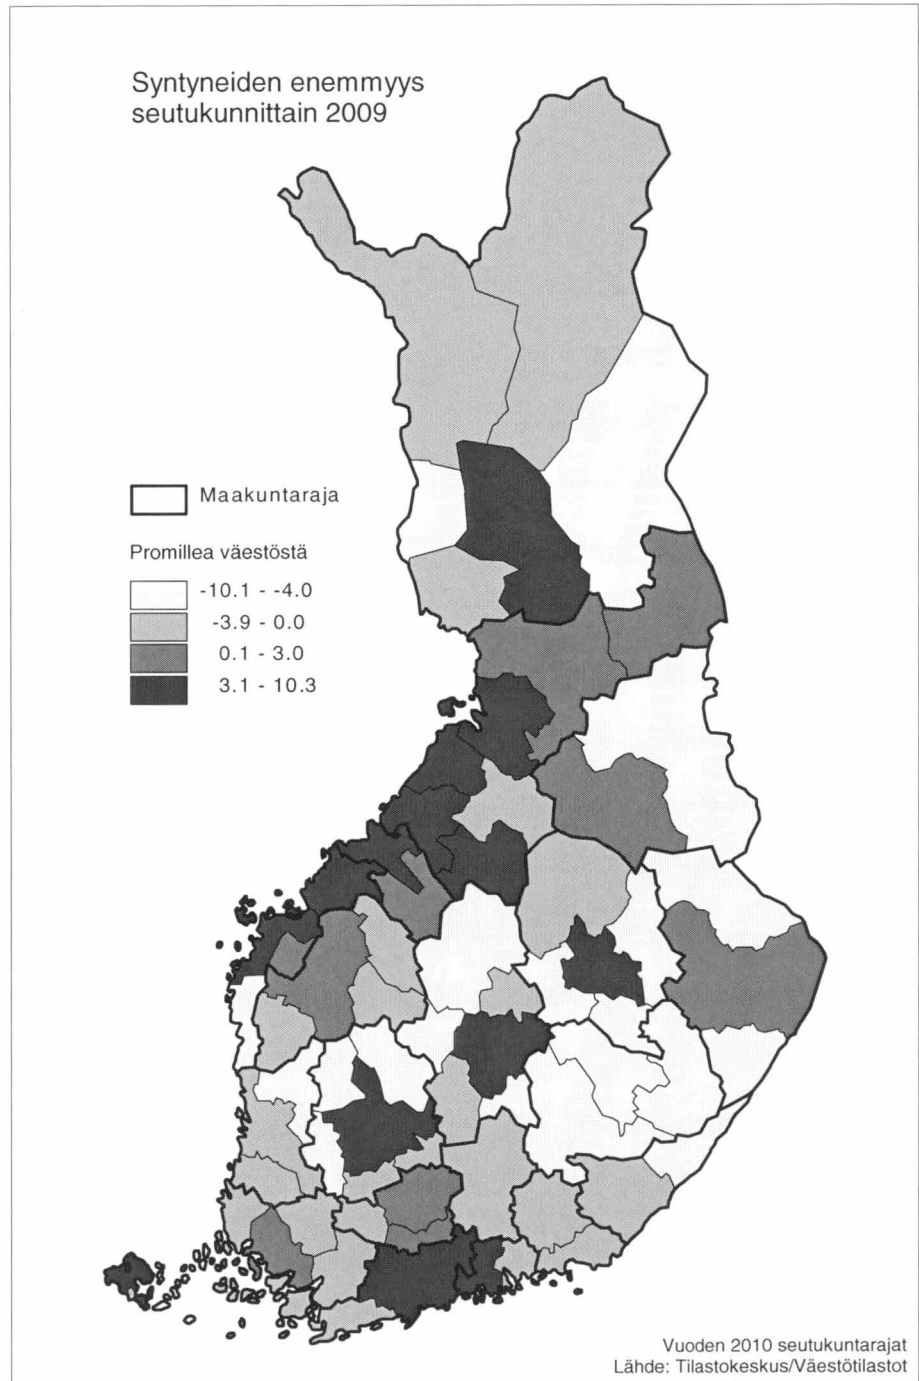 Syntyneiden enemmyys
seutukunnittain 2009
Maakuntaraja
Promillea väestöstä
-10.1 - -4.0
-3.9 - 0.0
0.1 - 3.0
3.1 - 10.3
Vuoden 2010 seutukuntarajat
Lähde: Tilastokeskus/Väestötilastot